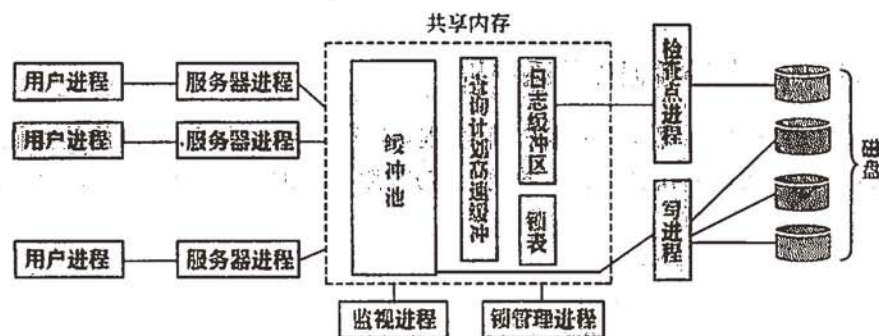 共享内存
用户进程
服务器进程
用户进程
服务器进程
用户进程
服务器进程
缓冲池
查询计划高速缓冲
日志缓冲区
锁表
检查点进程
写进程
磁盘
监视进程
锁管理进程